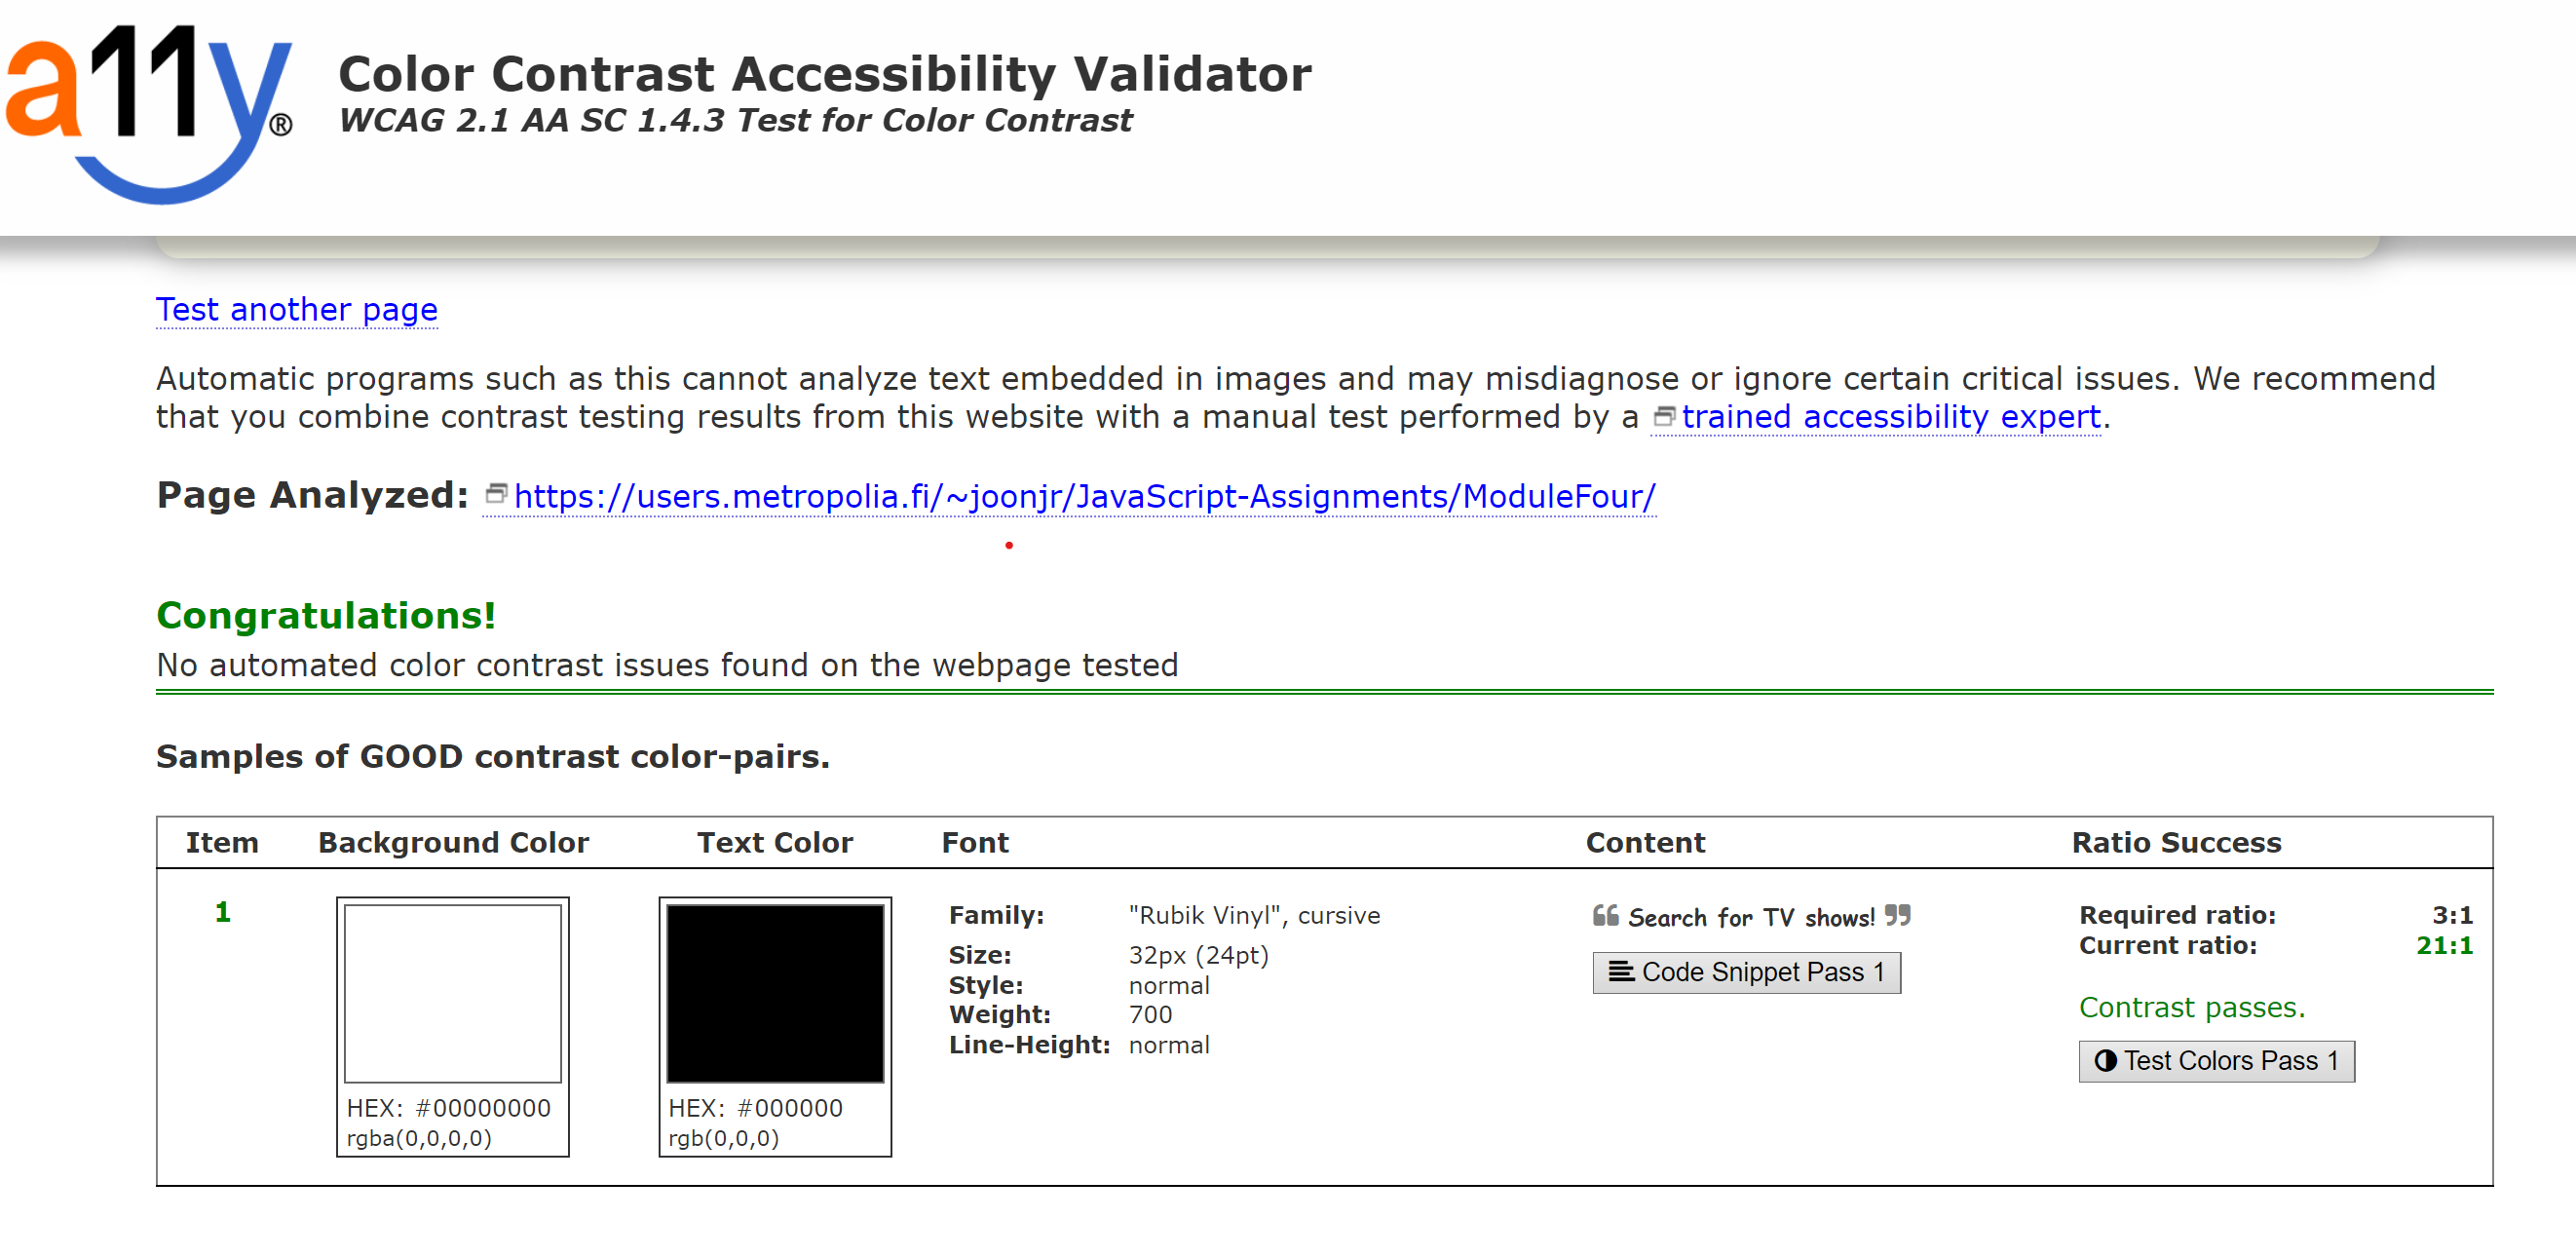 a11y®
Color Contrast Accessibility Validator
WCAG 2.1 AA SC 1.4.3 Test for Color Contrast
Test another page
Automatic programs such as this cannot analyze text embedded in images and may misdiagnose or ignore certain critical issues. We recommend
that you combine contrast testing results from this website with a manual test performed by a trained accessibility expert.
Page Analyzed: https://users.metropolia.fi/~joonjr/JavaScript-Assignments/ModuleFour/
Congratulations!
No automated color contrast issues found on the webpage tested
Samples of GOOD contrast color-pairs.
Item Background Color Text Color Font Content Ratio Success
1
HEX: #00000000
rgba(0,0,0,0)
HEX: #000000
rgb(0,0,0)
Family: "Rubik Vinyl", cursive
Size: 32px (24pt)
Style: normal
Weight: 700
Line-Height: normal
❝ Search for TV shows! ❞
Code Snippet Pass 1
Required ratio: 3:1
Current ratio: 21:1
Contrast passes.
Test Colors Pass 1